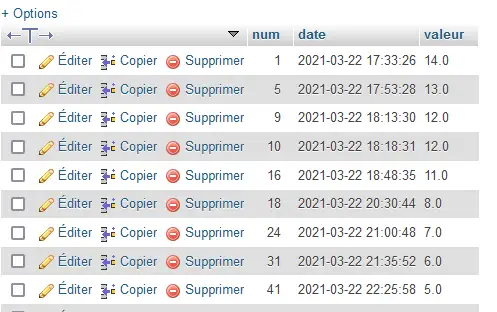 + Options
←T→ num date valeur
Éditer Copier Supprimer 1 2021-03-22 17:33:26 14.0
Éditer Copier Supprimer 5 2021-03-22 17:53:28 13.0
Éditer Copier Supprimer 9 2021-03-22 18:13:30 12.0
Éditer Copier Supprimer 10 2021-03-22 18:18:31 12.0
Éditer Copier Supprimer 16 2021-03-22 18:48:35 11.0
Éditer Copier Supprimer 18 2021-03-22 20:30:44 8.0
Éditer Copier Supprimer 24 2021-03-22 21:00:48 7.0
Éditer Copier Supprimer 31 2021-03-22 21:35:52 6.0
Éditer Copier Supprimer 41 2021-03-22 22:25:58 5.0